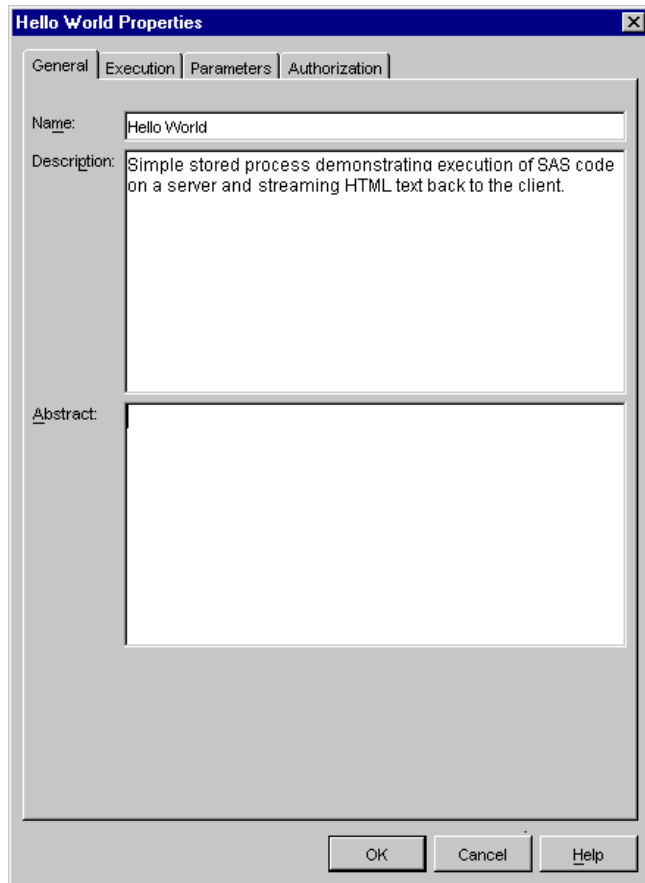 Hello World Properties
General Execution Parameters Authorization
Name: Hello World
Description: Simple stored process demonstrating execution of SAS code
on a server and streaming HTML text back to the client.
Abstract:
OK Cancel Help